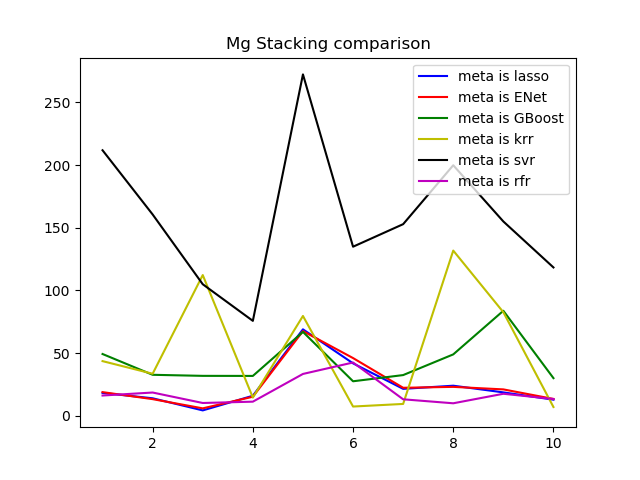 Mg Stacking comparison
meta is lasso
meta is ENet
meta is GBoost
meta is krr
meta is svr
meta is rfr
250
200
150
100
50
0
2 4 6 8 10